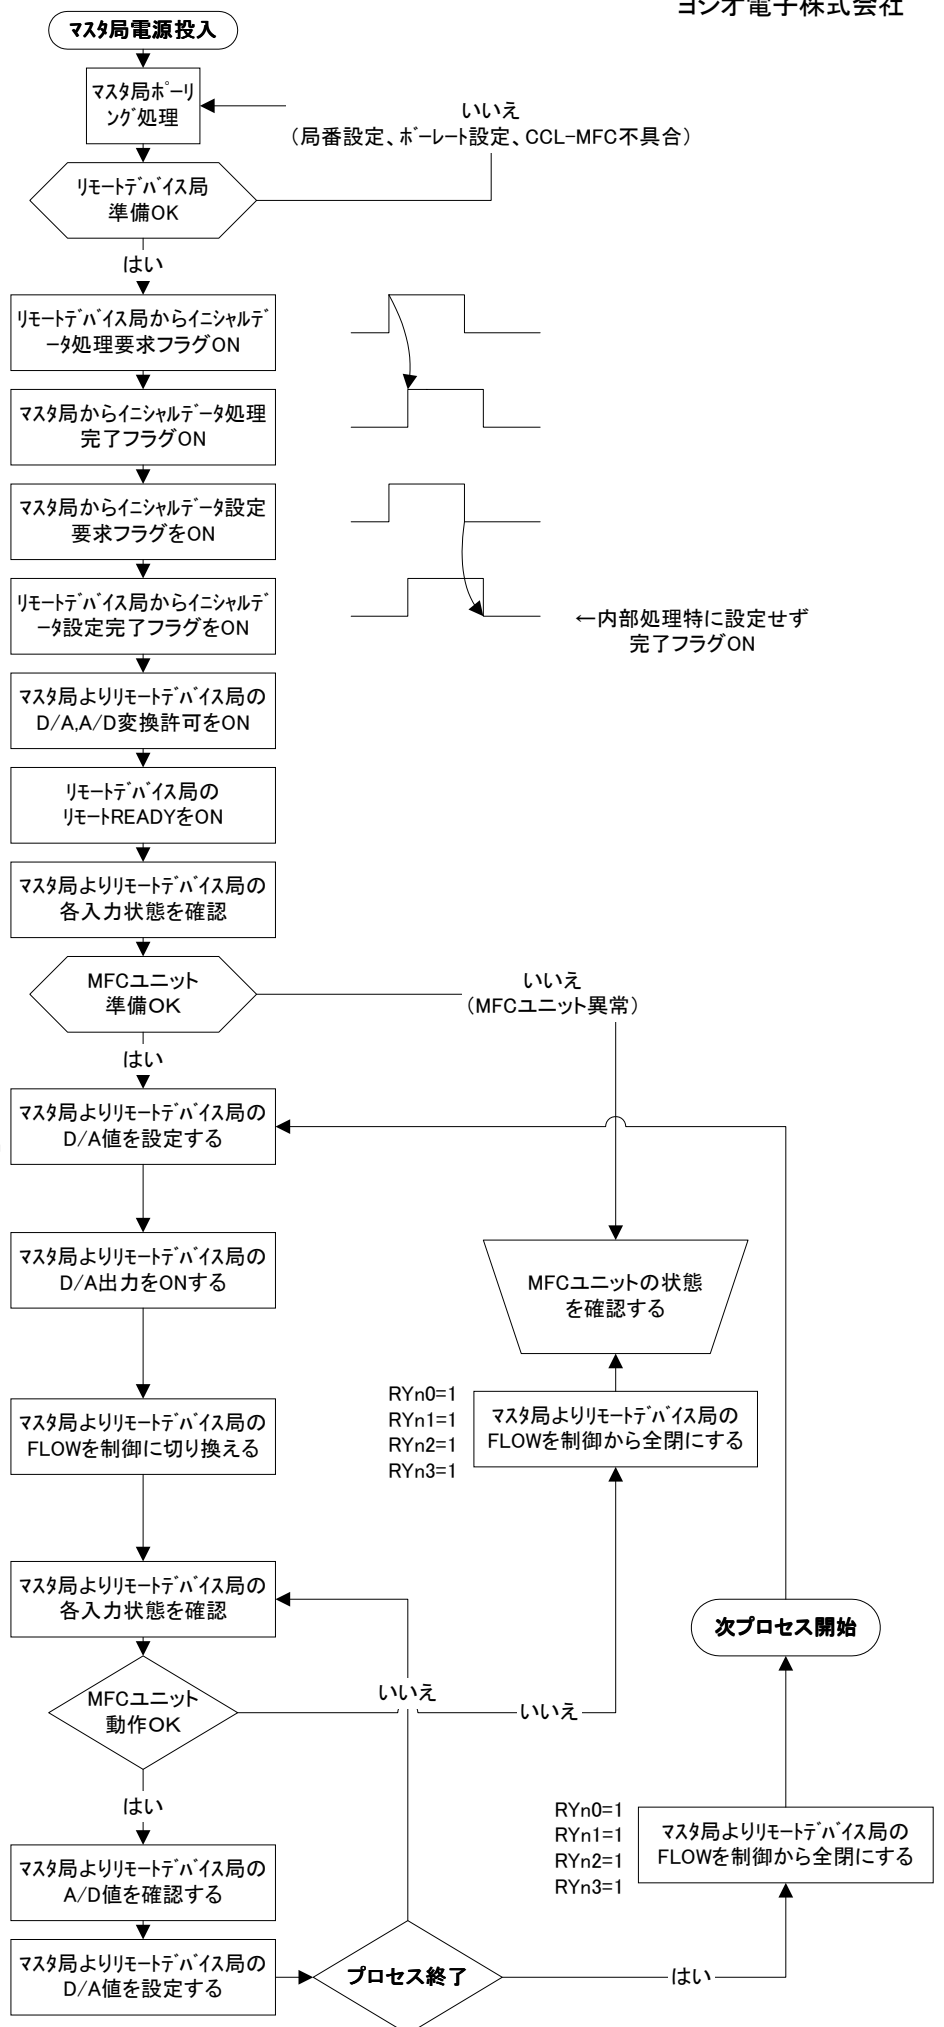 ヨシオ電子株式会社
マスタ局電源投入
マスタ局ポーリ
ング処理
いいえ
（局番設定、ボーレート設定、CCL-MFC不具合）
リモートデバイス局
準備OK
はい
リモートデバイス局からイニシャルデ
ータ処理要求フラグON
マスタ局からイニシャルデータ処理
完了フラグON
マスタ局からイニシャルデータ設定
要求フラグをON
リモートデバイス局からイニシャルデ
ータ設定完了フラグをON
←内部処理特に設定せず
完了フラグON
マスタ局よりリモートデバイス局の
D/A,A/D変換許可をON
リモートデバイス局の
リモートREADYをON
マスタ局よりリモートデバイス局の
各入力状態を確認
MFCユニット
準備OK
いいえ
（MFCユニット異常）
はい
マスタ局よりリモートデバイス局の
D/A値を設定する
マスタ局よりリモートデバイス局の
D/A出力をONする
MFCユニットの状態
を確認する
マスタ局よりリモートデバイス局の
FLOWを制御に切り換える
RYn0=1
RYn1=1
RYn2=1
RYn3=1
マスタ局よりリモートデバイス局の
FLOWを制御から全閉にする
マスタ局よりリモートデバイス局の
各入力状態を確認
次プロセス開始
MFCユニット
動作OK
いいえ
いいえ
はい
RYn0=1
RYn1=1
RYn2=1
RYn3=1
マスタ局よりリモートデバイス局の
FLOWを制御から全閉にする
マスタ局よりリモートデバイス局の
A/D値を確認する
マスタ局よりリモートデバイス局の
D/A値を設定する
プロセス終了
はい